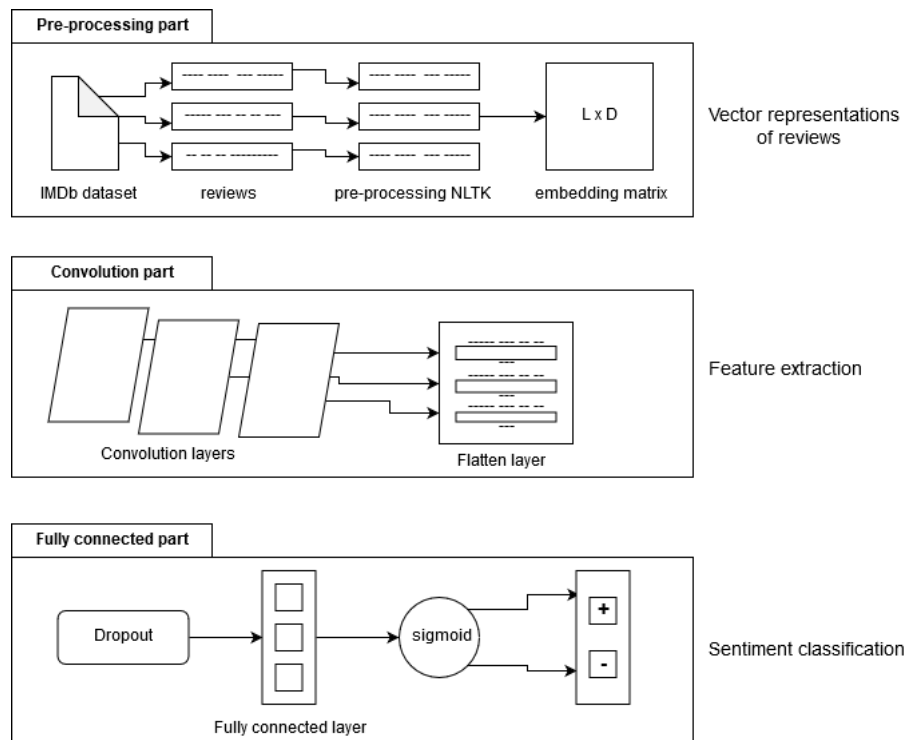 Pre-processing part
L x D
IMDb dataset
reviews
pre-processing NLTK
embedding matrix
Vector representations
of reviews
Convolution part
Convolution layers
Flatten layer
Feature extraction
Fully connected part
Dropout
sigmoid
+
-
Fully connected layer
Sentiment classification